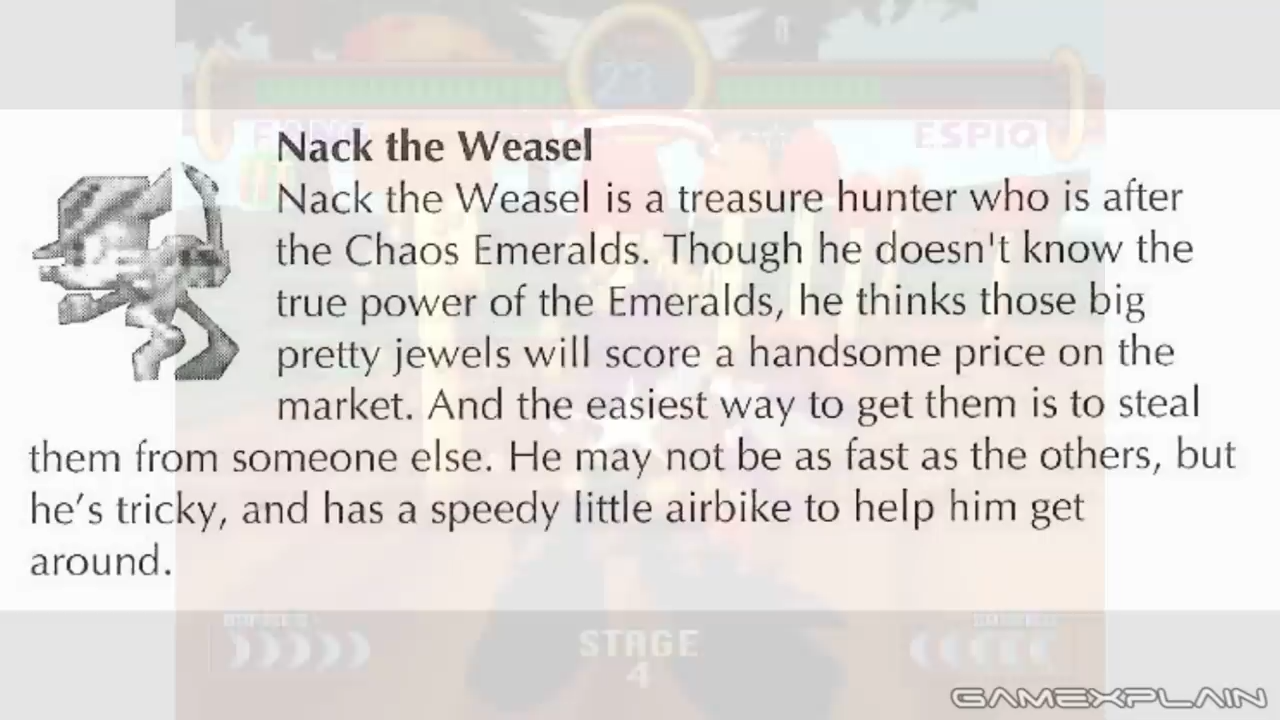 23
FANG
ESPIO
Nack the Weasel
Nack the Weasel is a treasure hunter who is after
the Chaos Emeralds. Though he doesn't know the
true power of the Emeralds, he thinks those big
pretty jewels will score a handsome price on the
market. And the easiest way to get them is to steal
them from someone else. He may not be as fast as the others, but
he's tricky, and has a speedy little airbike to help him get
around.
STAGE
4
GAMEXPLAIN